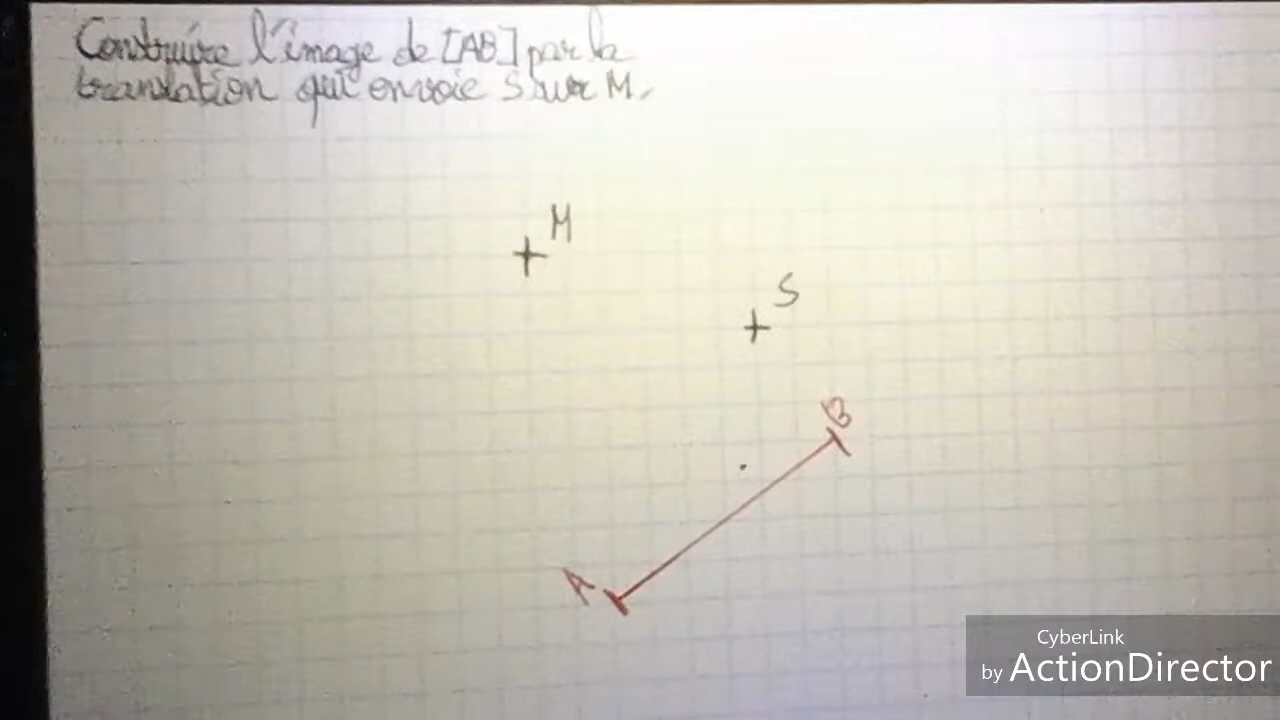 Construire l'image de [AB] par la
translation qui envoie S sur M.
M
S
B
A
CyberLink
by ActionDirector